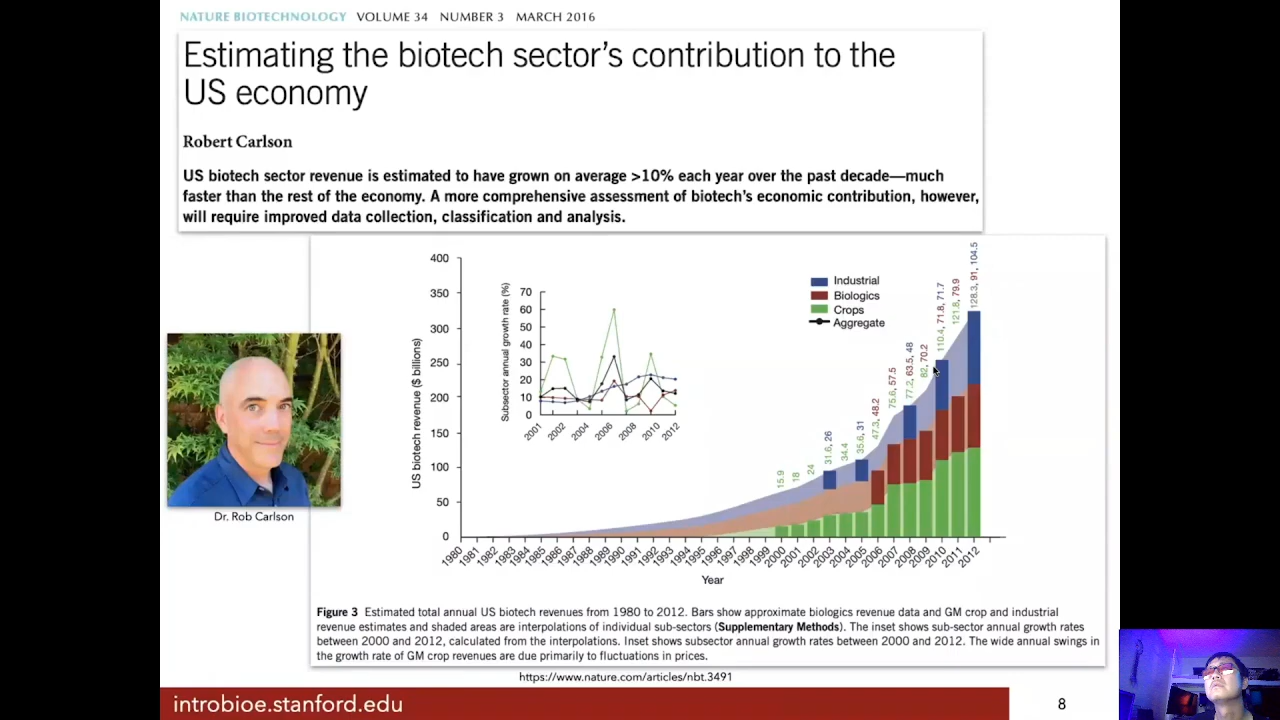 NATURE BIOTECHNOLOGY VOLUME 34 NUMBER 3 MARCH 2016
Estimating the biotech sector's contribution to the
US economy
Robert Carlson
US biotech sector revenue is estimated to have grown on average >10% each year over the past decade—much
faster than the rest of the economy. A more comprehensive assessment of biotech's economic contribution, however,
will require improved data collection, classification and analysis.
Dr. Rob Carlson
US biotech revenue ($ billions)
400
350
300
250
200
150
100
50
0
Subsector annual growth rate (%)
70
60
50
40
30
20
10
0
2001
2002
2004
2006
2008
2010
2012
Industrial
Biologics
Crops
Aggregate
15.9
18
24
31.6, 26
34.4
35.6, 31
47.3, 48.2
75.6, 57.5
77.2, 63.5, 48
82, 70.2
110.4, 71.8, 71.7
121.8, 79.9
128.3, 91, 104.5
1980
1981
1982
1983
1984
1985
1986
1987
1988
1989
1990
1991
1992
1993
1994
1995
1996
1997
1998
1999
2000
2001
2002
2003
2004
2005
2006
2007
2008
2009
2010
2011
2012
Year
Figure 3 Estimated total annual US biotech revenues from 1980 to 2012. Bars show approximate biologics revenue data and GM crop and industrial
revenue estimates and shaded areas are interpolations of individual sub-sectors (Supplementary Methods). The inset shows sub-sector annual growth rates
between 2000 and 2012, calculated from the interpolations. Inset shows subsector annual growth rates between 2000 and 2012. The wide annual swings in
the growth rate of GM crop revenues are due primarily to fluctuations in prices.
https://www.nature.com/articles/nbt.3491
introbioe.stanford.edu
8